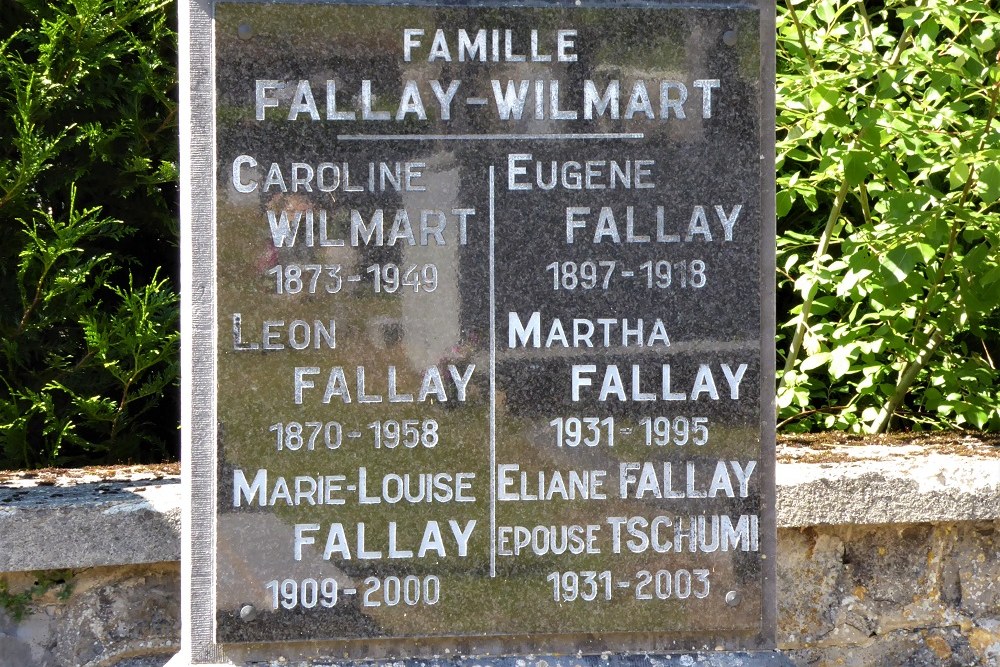 FAMILLE
FALLAY-WILMART
CAROLINE
WILMART
1873-1949
LEON
FALLAY
1870-1958
MARIE-LOUISE
FALLAY
1909-2000
EUGENE
FALLAY
1897-1918
MARTHA
FALLAY
1931-1995
ELIANE FALLAY
EPOUSE TSCHUMI
1931-2003